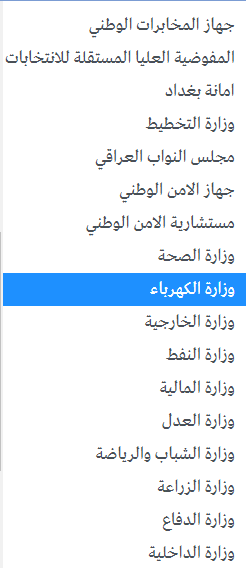 جهاز المخابرات الوطني
المفوضية العليا المستقلة للانتخابات
امانة بغداد
وزارة التخطيط
مجلس النواب العراقي
جهاز الامن الوطني
مستشارية الامن الوطني
وزارة الصحة
وزارة الكهرباء
وزارة الخارجية
وزارة النفط
وزارة المالية
وزارة العدل
وزارة الشباب والرياضة
وزارة الزراعة
وزارة الدفاع
وزارة الداخلية